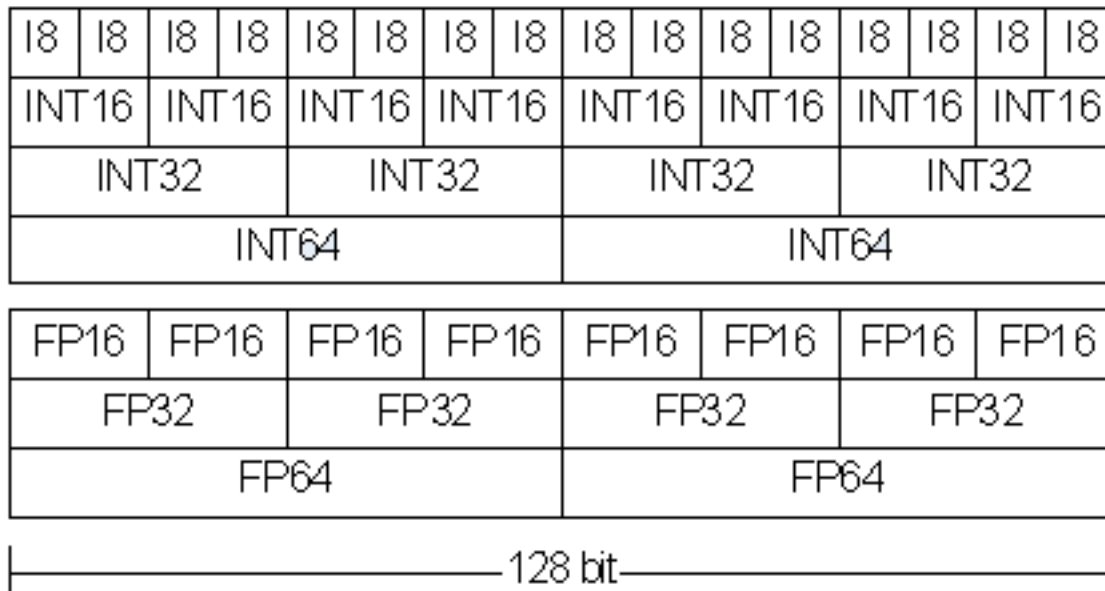 I8 I8 I8 I8 I8 I8 I8 I8 I8 I8 I8 I8 I8 I8 I8 I8
INT16 INT16 INT16 INT16 INT16 INT16 INT16 INT16
INT32 INT32 INT32 INT32
INT64 INT64
FP16 FP16 FP16 FP16 FP16 FP16 FP16 FP16
FP32 FP32 FP32 FP32
FP64 FP64
128 bit